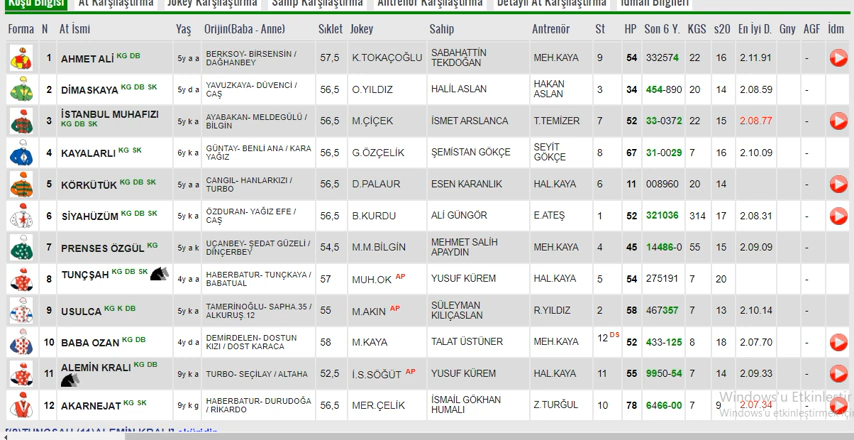 Koşu Bilgisi At Karşılaştırma Jokey Karşılaştırma Sahip Karşılaştırma Antrenör Karşılaştırma Detaylı At Karşılaştırma İdman Bilgileri
Forma N At İsmi Yaş Orijin(Baba - Anne) Sıklet Jokey Sahip Antrenör St HP Son 6 Y. KGS s20 En İyi D. Gny AGF İdm
1 AHMET ALİ KG DB 5y a a BERKSOY- BİRSENSİN / DAĞHANBEY 57,5 K.TOKAÇOĞLU SABAHATTİN TEKDOĞAN MEH.KAYA 9 54 332574 22 16 2.11.91 -
2 DİMASKAYA KG DB SK 5y d a YAVUZKAYA- DÜVENCİ / CAŞ 56,5 O.YILDIZ HALİL ASLAN HAKAN ASLAN 3 34 454-890 20 14 2.08.59 -
3 İSTANBUL MUHAFIZI KG DB SK 5y k a AYABAKAN- MELDEGÜLÜ / BİLGİN 56,5 M.ÇİÇEK İSMET ARSLANCA T.TEMİZER 7 52 33-0372 22 15 2.08.77 -
4 KAYALARLI KG SK 6y k a GÜNTAY- BENLİ ANA / KARA YAĞIZ 56,5 G.ÖZÇELİK ŞEMİSTAN GÖKÇE SEYİT GÖKÇE 8 67 31-0029 7 16 2.10.09 -
5 KÖRKÜTÜK KG DB SK 5y a a CANGIL- HANLARKIZI / TURBO 56,5 D.PALAUR ESEN KARANLIK HAL.KAYA 6 11 008960 20 14 -
6 SİYAHÜZÜM KG DB SK 5y k a ÖZDURAN- YAĞIZ EFE / CAŞ 56,5 B.KURDU ALİ GÜNGÖR E.ATEŞ 1 52 321036 314 17 2.08.31 -
7 PRENSES ÖZGÜL KG 5y a k UÇANBEY- ŞEDAT GÜZELİ / DİNÇERBEY 54,5 M.M.BİLGİN MEHMET SALİH APAYDIN MEH.KAYA 4 45 14486-0 55 15 2.09.09 -
8 TUNÇŞAH KG DB SK 4y a a HABERBATUR- TUNÇKAYA / BABATUAL 57 MUH.OK AP YUSUF KÜREM HAL.KAYA 5 54 275191 7 20 -
9 USULCA KG K DB 5y k a TAMERİNOĞLU- SAPHA.35 / ALKURUŞ.12 55 M.AKIN AP SÜLEYMAN KILIÇASLAN R.YILDIZ 2 58 467357 7 13 2.10.14 -
10 BABA OZAN KG DB 4y d a DEMİRDELEN- DOSTUN KIZI / DOST KARACA 58 M.KAYA TALAT ÜSTÜNER MEH.KAYA 12 DS 52 433-125 8 18 2.07.70 -
11 ALEMİN KRALI KG DB 9y k a TURBO- SEÇİLAY / ALTAHA 52,5 İ.S.SÖĞÜT AP YUSUF KÜREM HAL.KAYA 11 55 9950-54 7 14 2.09.33 -
12 AKARNEJAT KG SK 9y k g HABERBATUR- DURUDOĞA / RIKARDO 56,5 MER.ÇELİK İSMAİL GÖKHAN HUMALI Z.TURĞUL 10 78 6466-00 7 9 2.07.34 -
Windows'u Etkinleştir
Windows'u etkinleştirmek iç
[(8)TUNÇŞAH,(11)ALEMİN KRALI] eküridir.